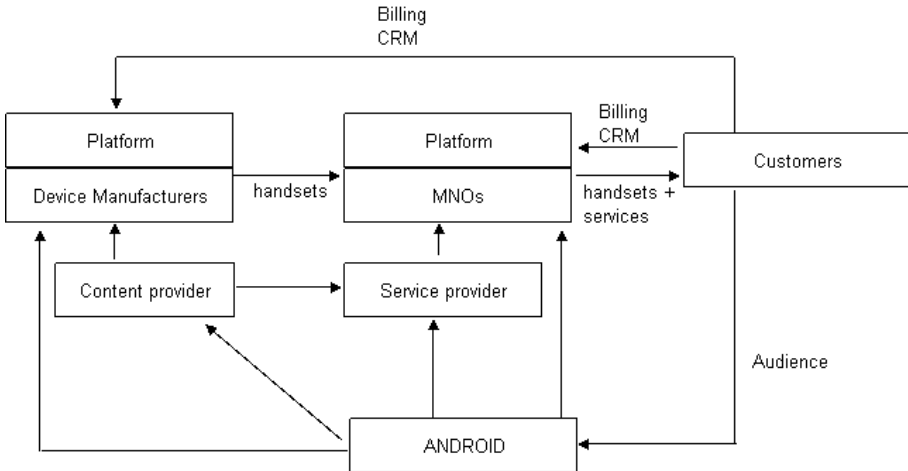 Billing
CRM
Platform
Platform
Billing
CRM
Customers
Device Manufacturers
handsets
MNOs
handsets +
services
Content provider
Service provider
Audience
ANDROID